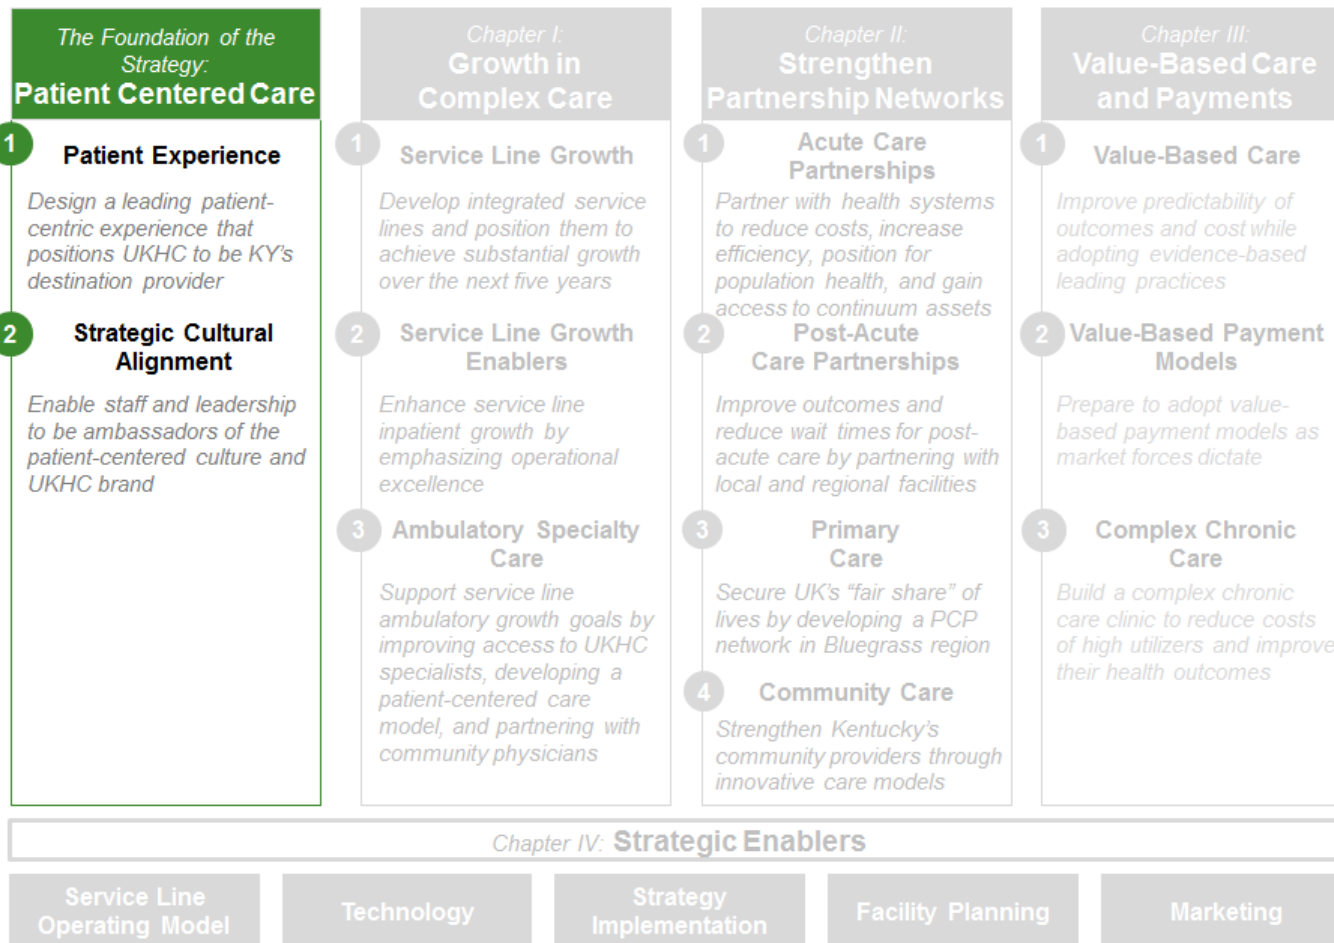 The Foundation of the
Strategy:
Patient Centered Care
1
Patient Experience
Design a leading patient-
centric experience that
positions UKHC to be KY's
destination provider
2
Strategic Cultural
Alignment
Enable staff and leadership
to be ambassadors of the
patient-centered culture and
UKHC brand
Chapter I:
Growth in
Complex Care
1
Service Line Growth
Develop integrated service
lines and position them to
achieve substantial growth
over the next five years
2
Service Line Growth
Enablers
Enhance service line
inpatient growth by
emphasizing operational
excellence
3
Ambulatory Specialty
Care
Support service line
ambulatory growth goals by
improving access to UKHC
specialists, developing a
patient-centered care
model, and partnering with
community physicians
Chapter II:
Strengthen
Partnership Networks
1
Acute Care
Partnerships
Partner with health systems
to reduce costs, increase
efficiency, position for
population health, and gain
access to continuum assets
2
Post-Acute
Care Partnerships
Improve outcomes and
reduce wait times for post-
acute care by partnering with
local and regional facilities
3
Primary
Care
Secure UK's "fair share" of
lives by developing a PCP
network in Bluegrass region
4
Community Care
Strengthen Kentucky's
community providers through
innovative care models
Chapter III:
Value-Based Care
and Payments
1
Value-Based Care
Improve predictability of
outcomes and cost while
adopting evidence-based
leading practices
2
Value-Based Payment
Models
Prepare to adopt value-
based payment models as
market forces dictate
3
Complex Chronic
Care
Build a complex chronic
care clinic to reduce costs
of high utilizers and improve
their health outcomes
Chapter IV: Strategic Enablers
Service Line
Operating Model
Technology
Strategy
Implementation
Facility Planning
Marketing